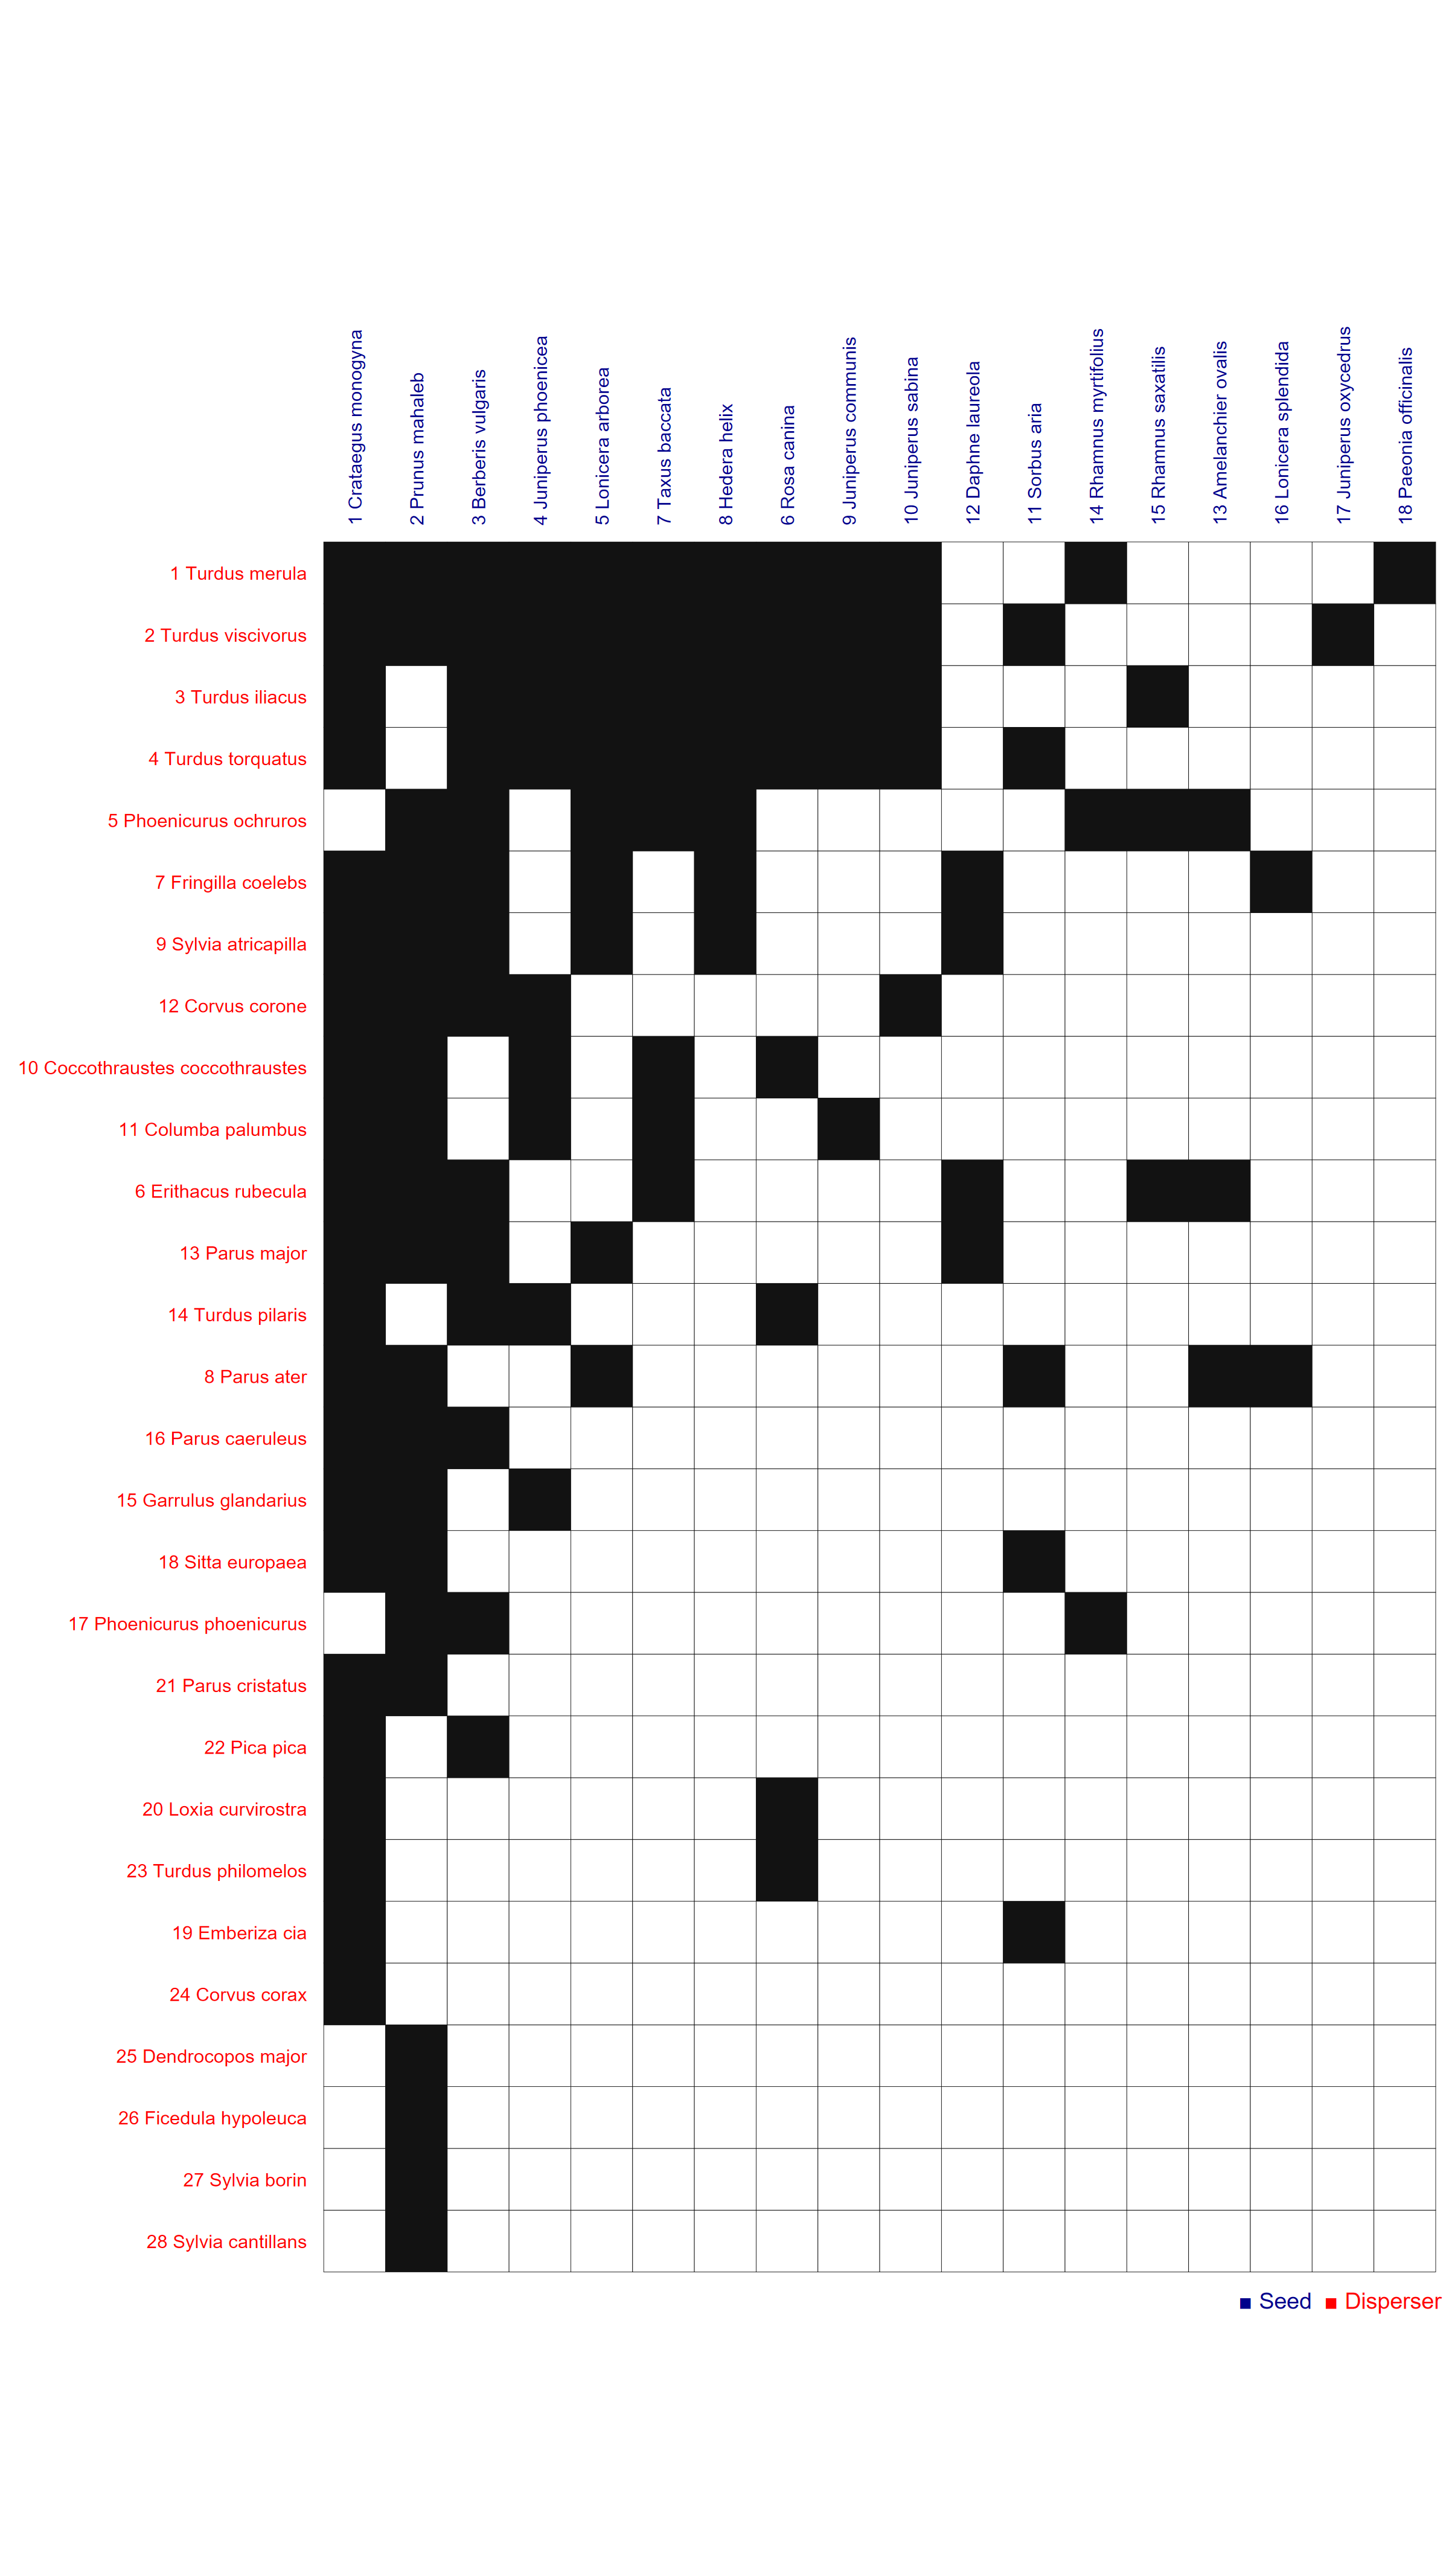 1 Crataegus monogyna
2 Prunus mahaleb
3 Berberis vulgaris
4 Juniperus phoenicea
5 Lonicera arborea
7 Taxus baccata
8 Hedera helix
6 Rosa canina
9 Juniperus communis
10 Juniperus sabina
12 Daphne laureola
11 Sorbus aria
14 Rhamnus myrtifolius
15 Rhamnus saxatilis
13 Amelanchier ovalis
16 Lonicera splendida
17 Juniperus oxycedrus
18 Paeonia officinalis
1 Turdus merula
2 Turdus viscivorus
3 Turdus iliacus
4 Turdus torquatus
5 Phoenicurus ochruros
7 Fringilla coelebs
9 Sylvia atricapilla
12 Corvus corone
10 Coccothraustes coccothraustes
11 Columba palumbus
6 Erithacus rubecula
13 Parus major
14 Turdus pilaris
8 Parus ater
16 Parus caeruleus
15 Garrulus glandarius
18 Sitta europaea
17 Phoenicurus phoenicurus
21 Parus cristatus
22 Pica pica
20 Loxia curvirostra
23 Turdus philomelos
19 Emberiza cia
24 Corvus corax
25 Dendrocopos major
26 Ficedula hypoleuca
27 Sylvia borin
28 Sylvia cantillans
Seed Disperser